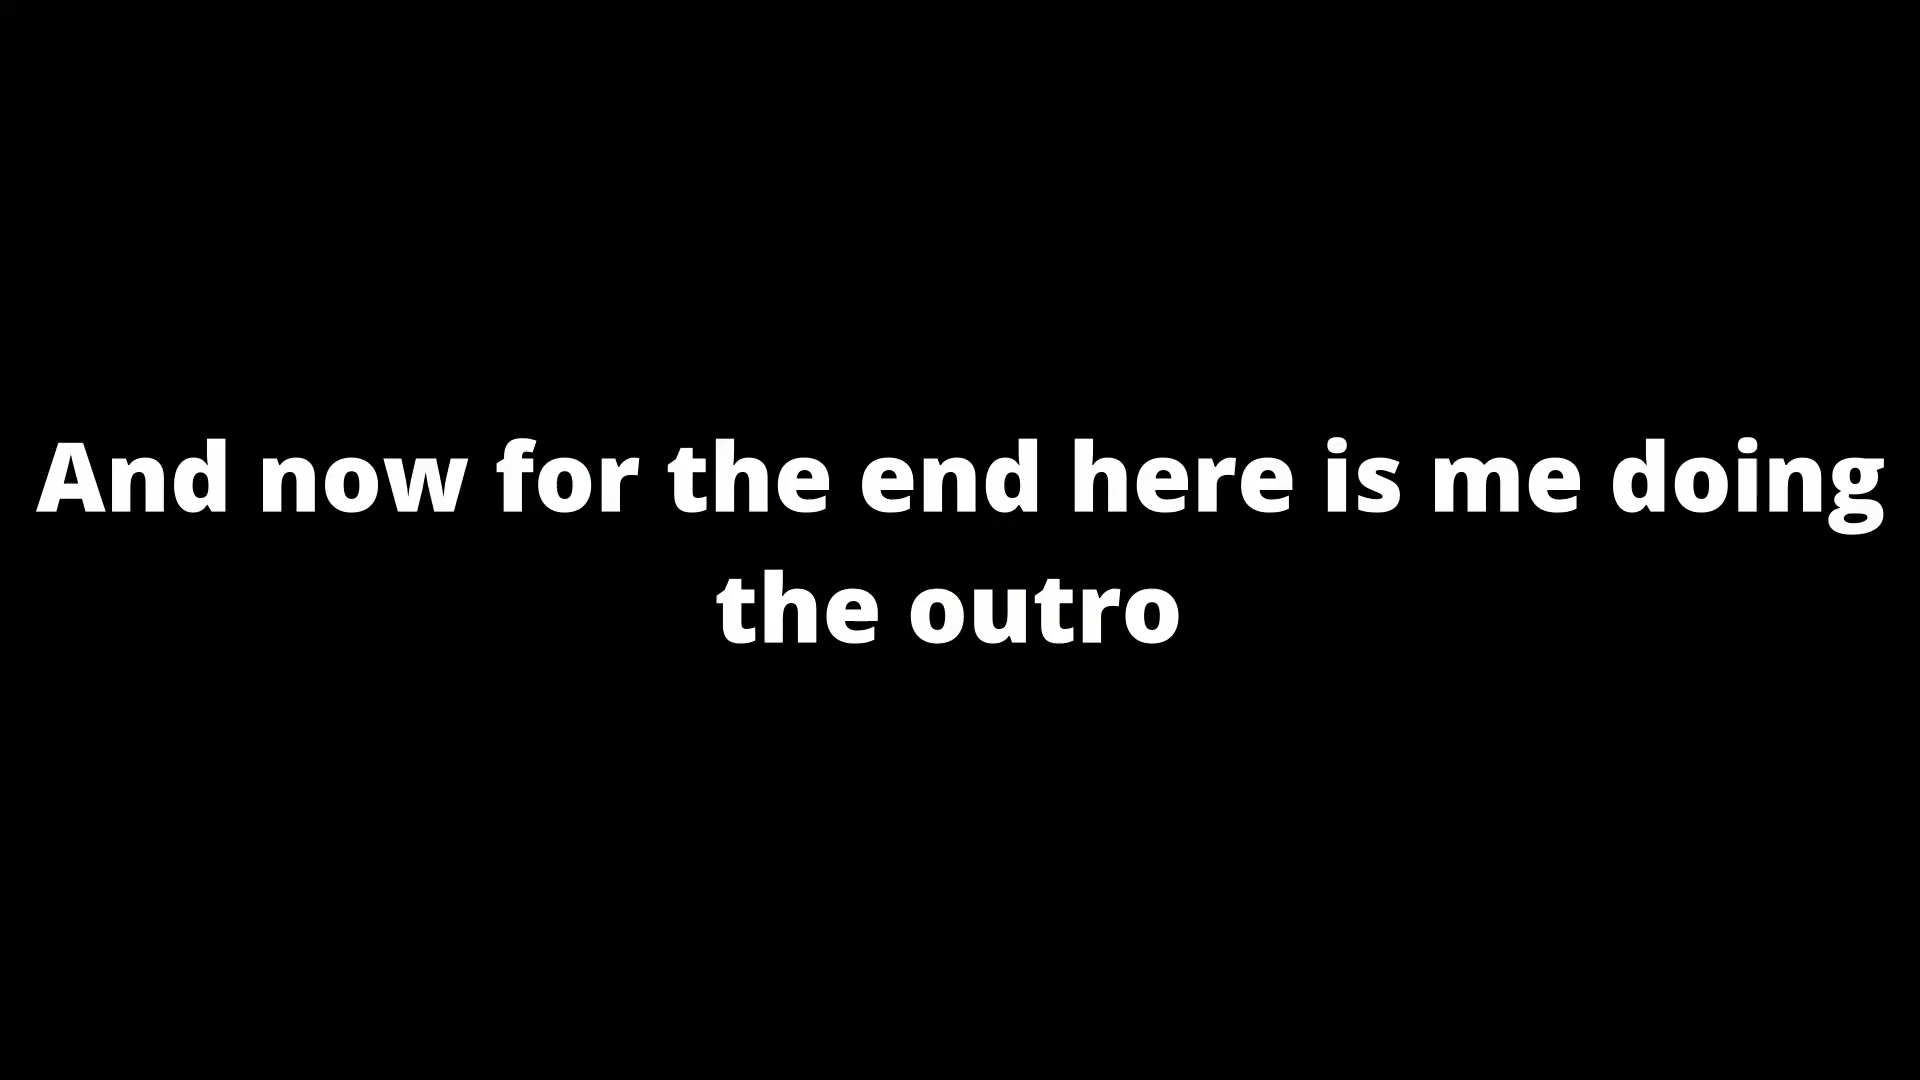 And now for the end here is me doing
the outro